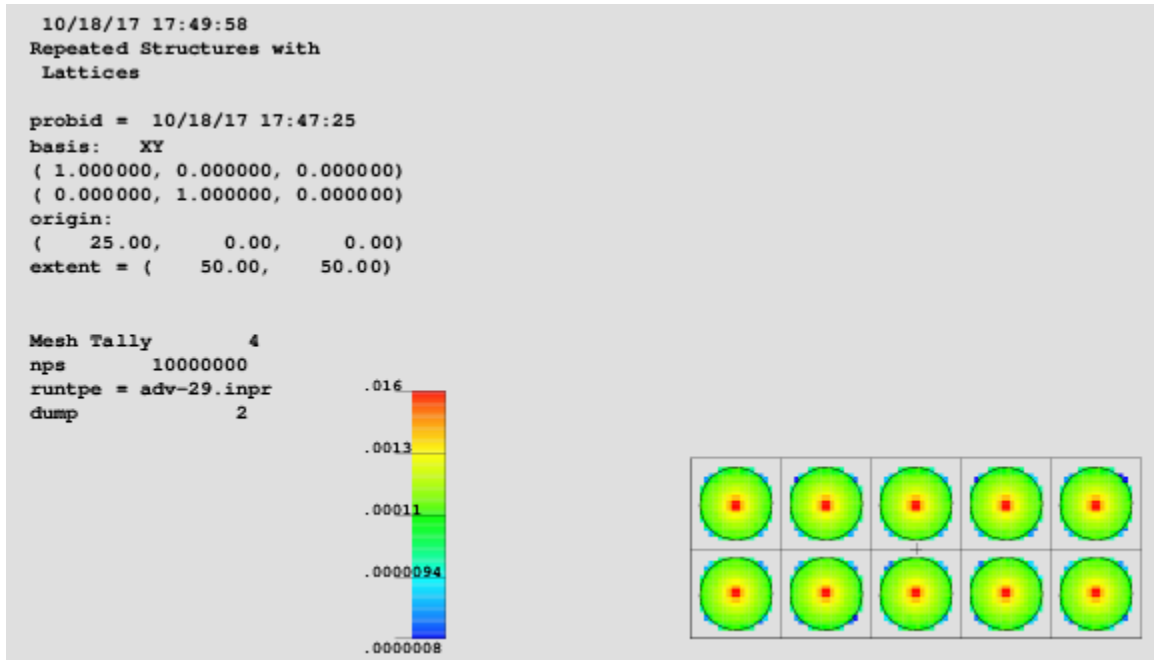 10/18/17 17:49:58
Repeated Structures with
Lattices
probid = 10/18/17 17:47:25
basis: XY
( 1.000000, 0.000000, 0.000000)
( 0.000000, 1.000000, 0.000000)
origin:
( 25.00, 0.00, 0.00)
extent = ( 50.00, 50.00)
Mesh Tally 4
nps 10000000
runtpe = adv-29.inpr
dump 2
.016
.0013
.00011
.0000094
.0000008